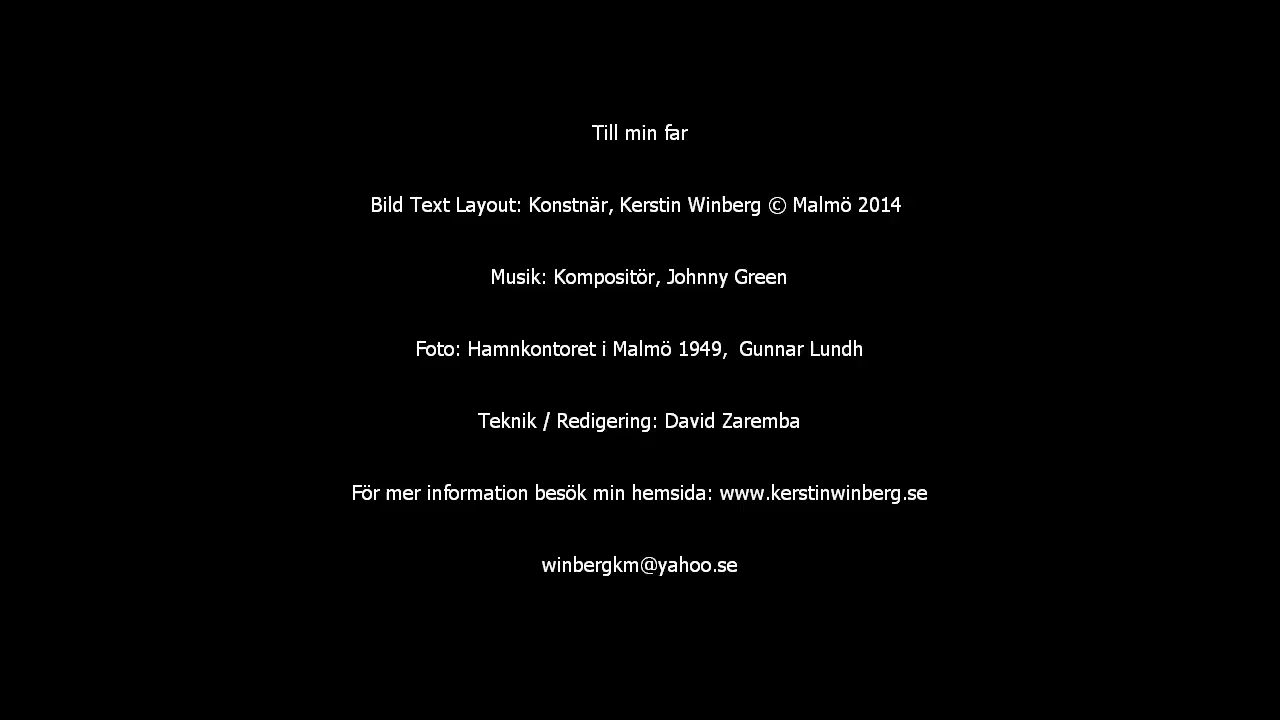 Till min far
Bild Text Layout: Konstnär, Kerstin Winberg © Malmö 2014
Musik: Kompositör, Johnny Green
Foto: Hamnkontoret i Malmö 1949,  Gunnar Lundh
Teknik / Redigering: David Zaremba
För mer information besök min hemsida: www.kerstinwinberg.se
winbergkm@yahoo.se